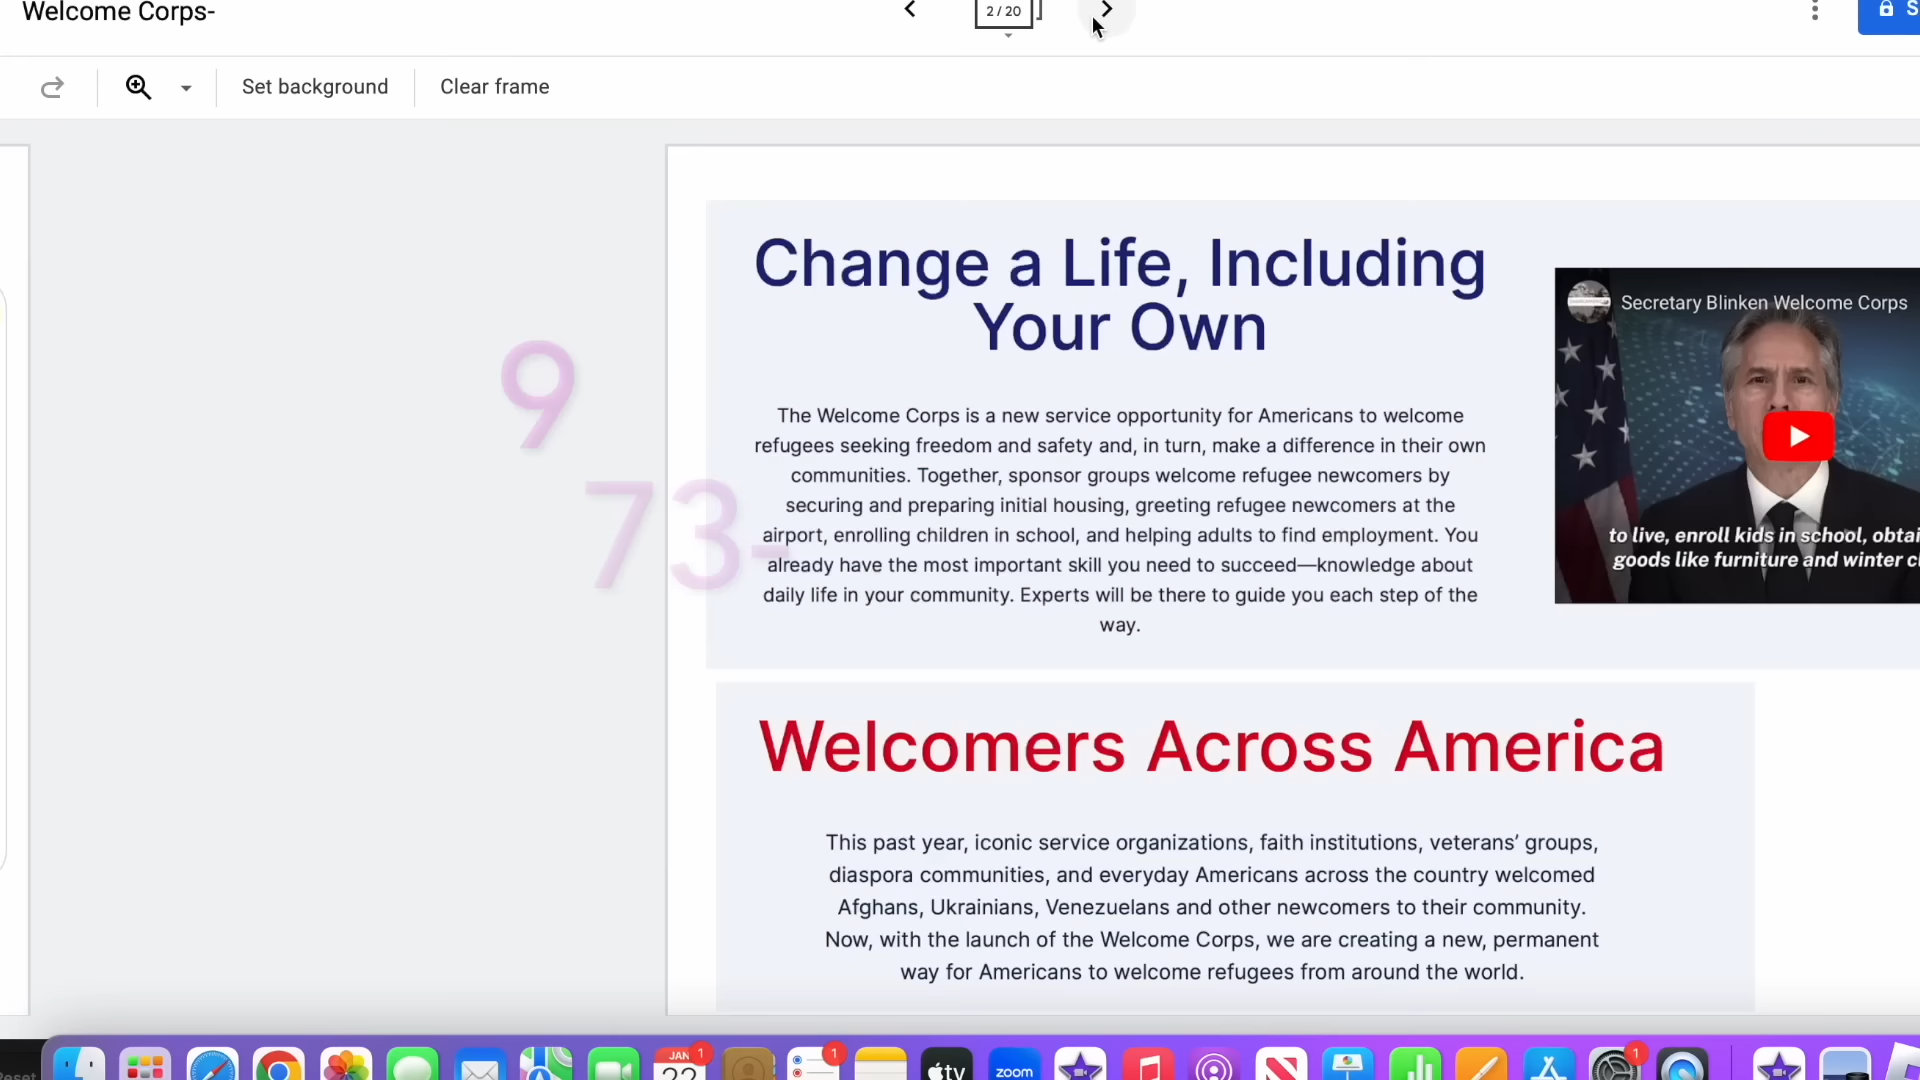 Welcome Corps-
2 / 20
S
Set background
Clear frame
Change a Life, Including
Your Own
The Welcome Corps is a new service opportunity for Americans to welcome
refugees seeking freedom and safety and, in turn, make a difference in their own
communities. Together, sponsor groups welcome refugee newcomers by
securing and preparing initial housing, greeting refugee newcomers at the
airport, enrolling children in school, and helping adults to find employment. You
already have the most important skill you need to succeed—knowledge about
daily life in your community. Experts will be there to guide you each step of the
way.
Secretary Blinken Welcome Corps
to live, enroll kids in school, obtai
goods like furniture and winter cl
9
73-
Welcomers Across America
This past year, iconic service organizations, faith institutions, veterans’ groups,
diaspora communities, and everyday Americans across the country welcomed
Afghans, Ukrainians, Venezuelans and other newcomers to their community.
Now, with the launch of the Welcome Corps, we are creating a new, permanent
way for Americans to welcome refugees from around the world.
JAN
22
1
1
tv
zoom
1